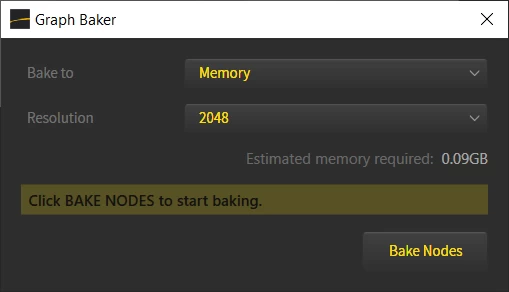 Graph Baker
Bake to Memory
Resolution 2048
Estimated memory required: 0.09GB
Click BAKE NODES to start baking.
Bake Nodes